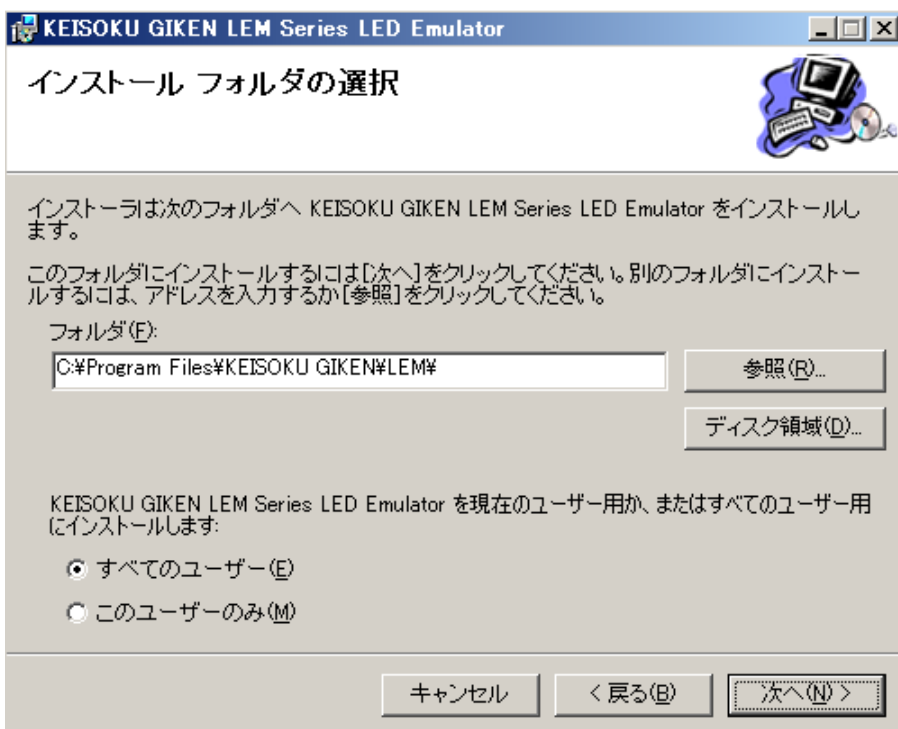 KEISOKU GIKEN LEM Series LED Emulator
インストール フォルダの選択
インストーラは次のフォルダへ KEISOKU GIKEN LEM Series LED Emulator をインストールし
ます。
このフォルダにインストールするには[次へ]をクリックしてください。別のフォルダにインストー
ルするには、アドレスを入力するか[参照]をクリックしてください。
フォルダ(F):
C:¥Program Files¥KEISOKU GIKEN¥LEM¥
参照(R)...
ディスク領域(D)...
KEISOKU GIKEN LEM Series LED Emulator を現在のユーザー用か、またはすべてのユーザー用
にインストールします:
すべてのユーザー(E)
このユーザーのみ(M)
キャンセル
< 戻る(B)
次へ(N) >